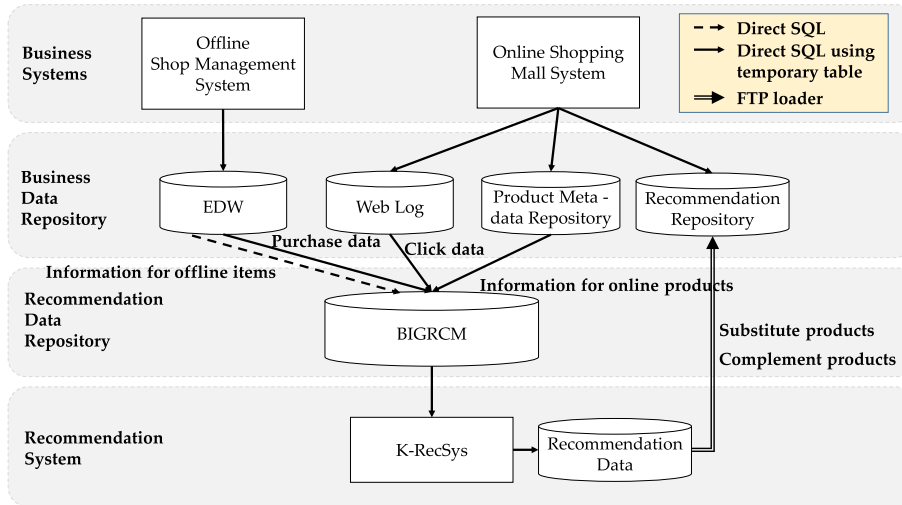 Business
Systems
Offline
Shop Management
System
Online Shopping
Mall System
Direct SQL
Direct SQL using
temporary table
FTP loader
Business
Data
Repository
EDW
Web Log
Product Meta -
data Repository
Recommendation
Repository
Purchase data
Click data
Information for offline items
Information for online products
Recommendation
Data
Repository
BIGRCM
Substitute products
Complement products
Recommendation
System
K-RecSys
Recommendation
Data